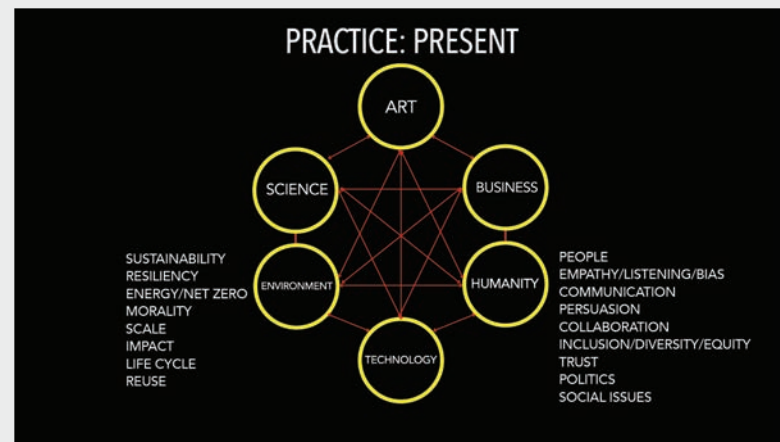 PRACTICE: PRESENT
ART
SCIENCE
BUSINESS
ENVIRONMENT
HUMANITY
TECHNOLOGY
SUSTAINABILITY
RESILIENCY
ENERGY/NET ZERO
MORALITY
SCALE
IMPACT
LIFE CYCLE
REUSE
PEOPLE
EMPATHY/LISTENING/BIAS
COMMUNICATION
PERSUASION
COLLABORATION
INCLUSION/DIVERSITY/EQUITY
TRUST
POLITICS
SOCIAL ISSUES